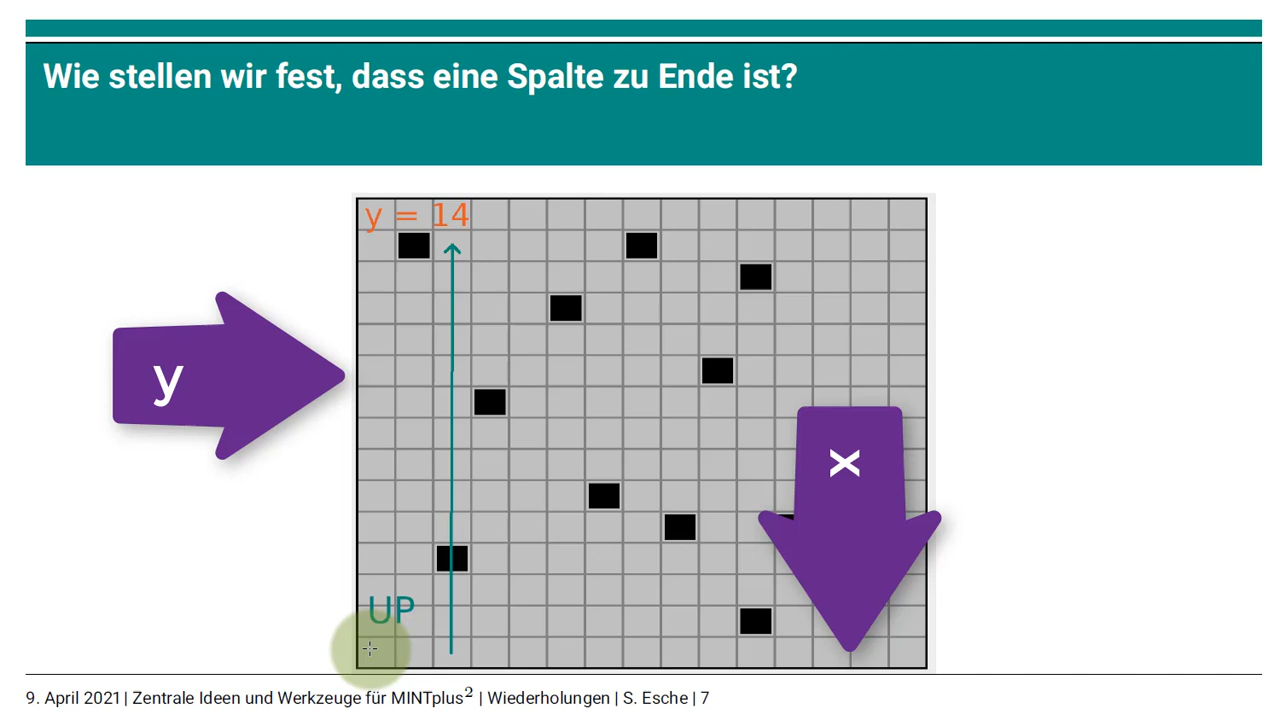 Wie stellen wir fest, dass eine Spalte zu Ende ist?
y = 14
y
x
UP
9. April 2021 | Zentrale Ideen und Werkzeuge für MINTplus² | Wiederholungen | S. Esche | 7